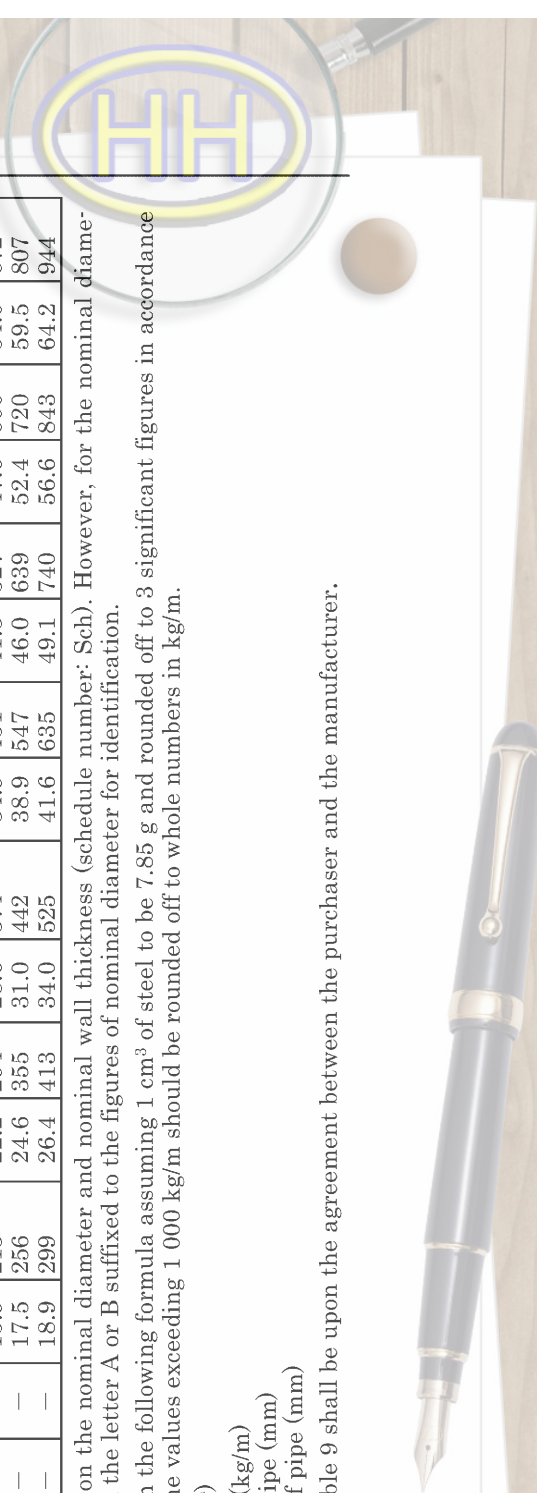 HH
— — 17.5 256 24.6 355 31.0 442 38.9 547 46.0 639 52.4 720 59.5 807
— — 18.9 299 26.4 413 34.0 525 41.6 635 49.1 740 56.6 843 64.2 944
on the nominal diameter and nominal wall thickness (schedule number: Sch). However, for the nominal diame-
the letter A or B suffixed to the figures of nominal diameter for identification.
the following formula assuming 1 cm³ of steel to be 7.85 g and rounded off to 3 significant figures in accordance
values exceeding 1 000 kg/m should be rounded off to whole numbers in kg/m.
(kg/m)
(mm)
pipe (mm)
9 shall be upon the agreement between the purchaser and the manufacturer.